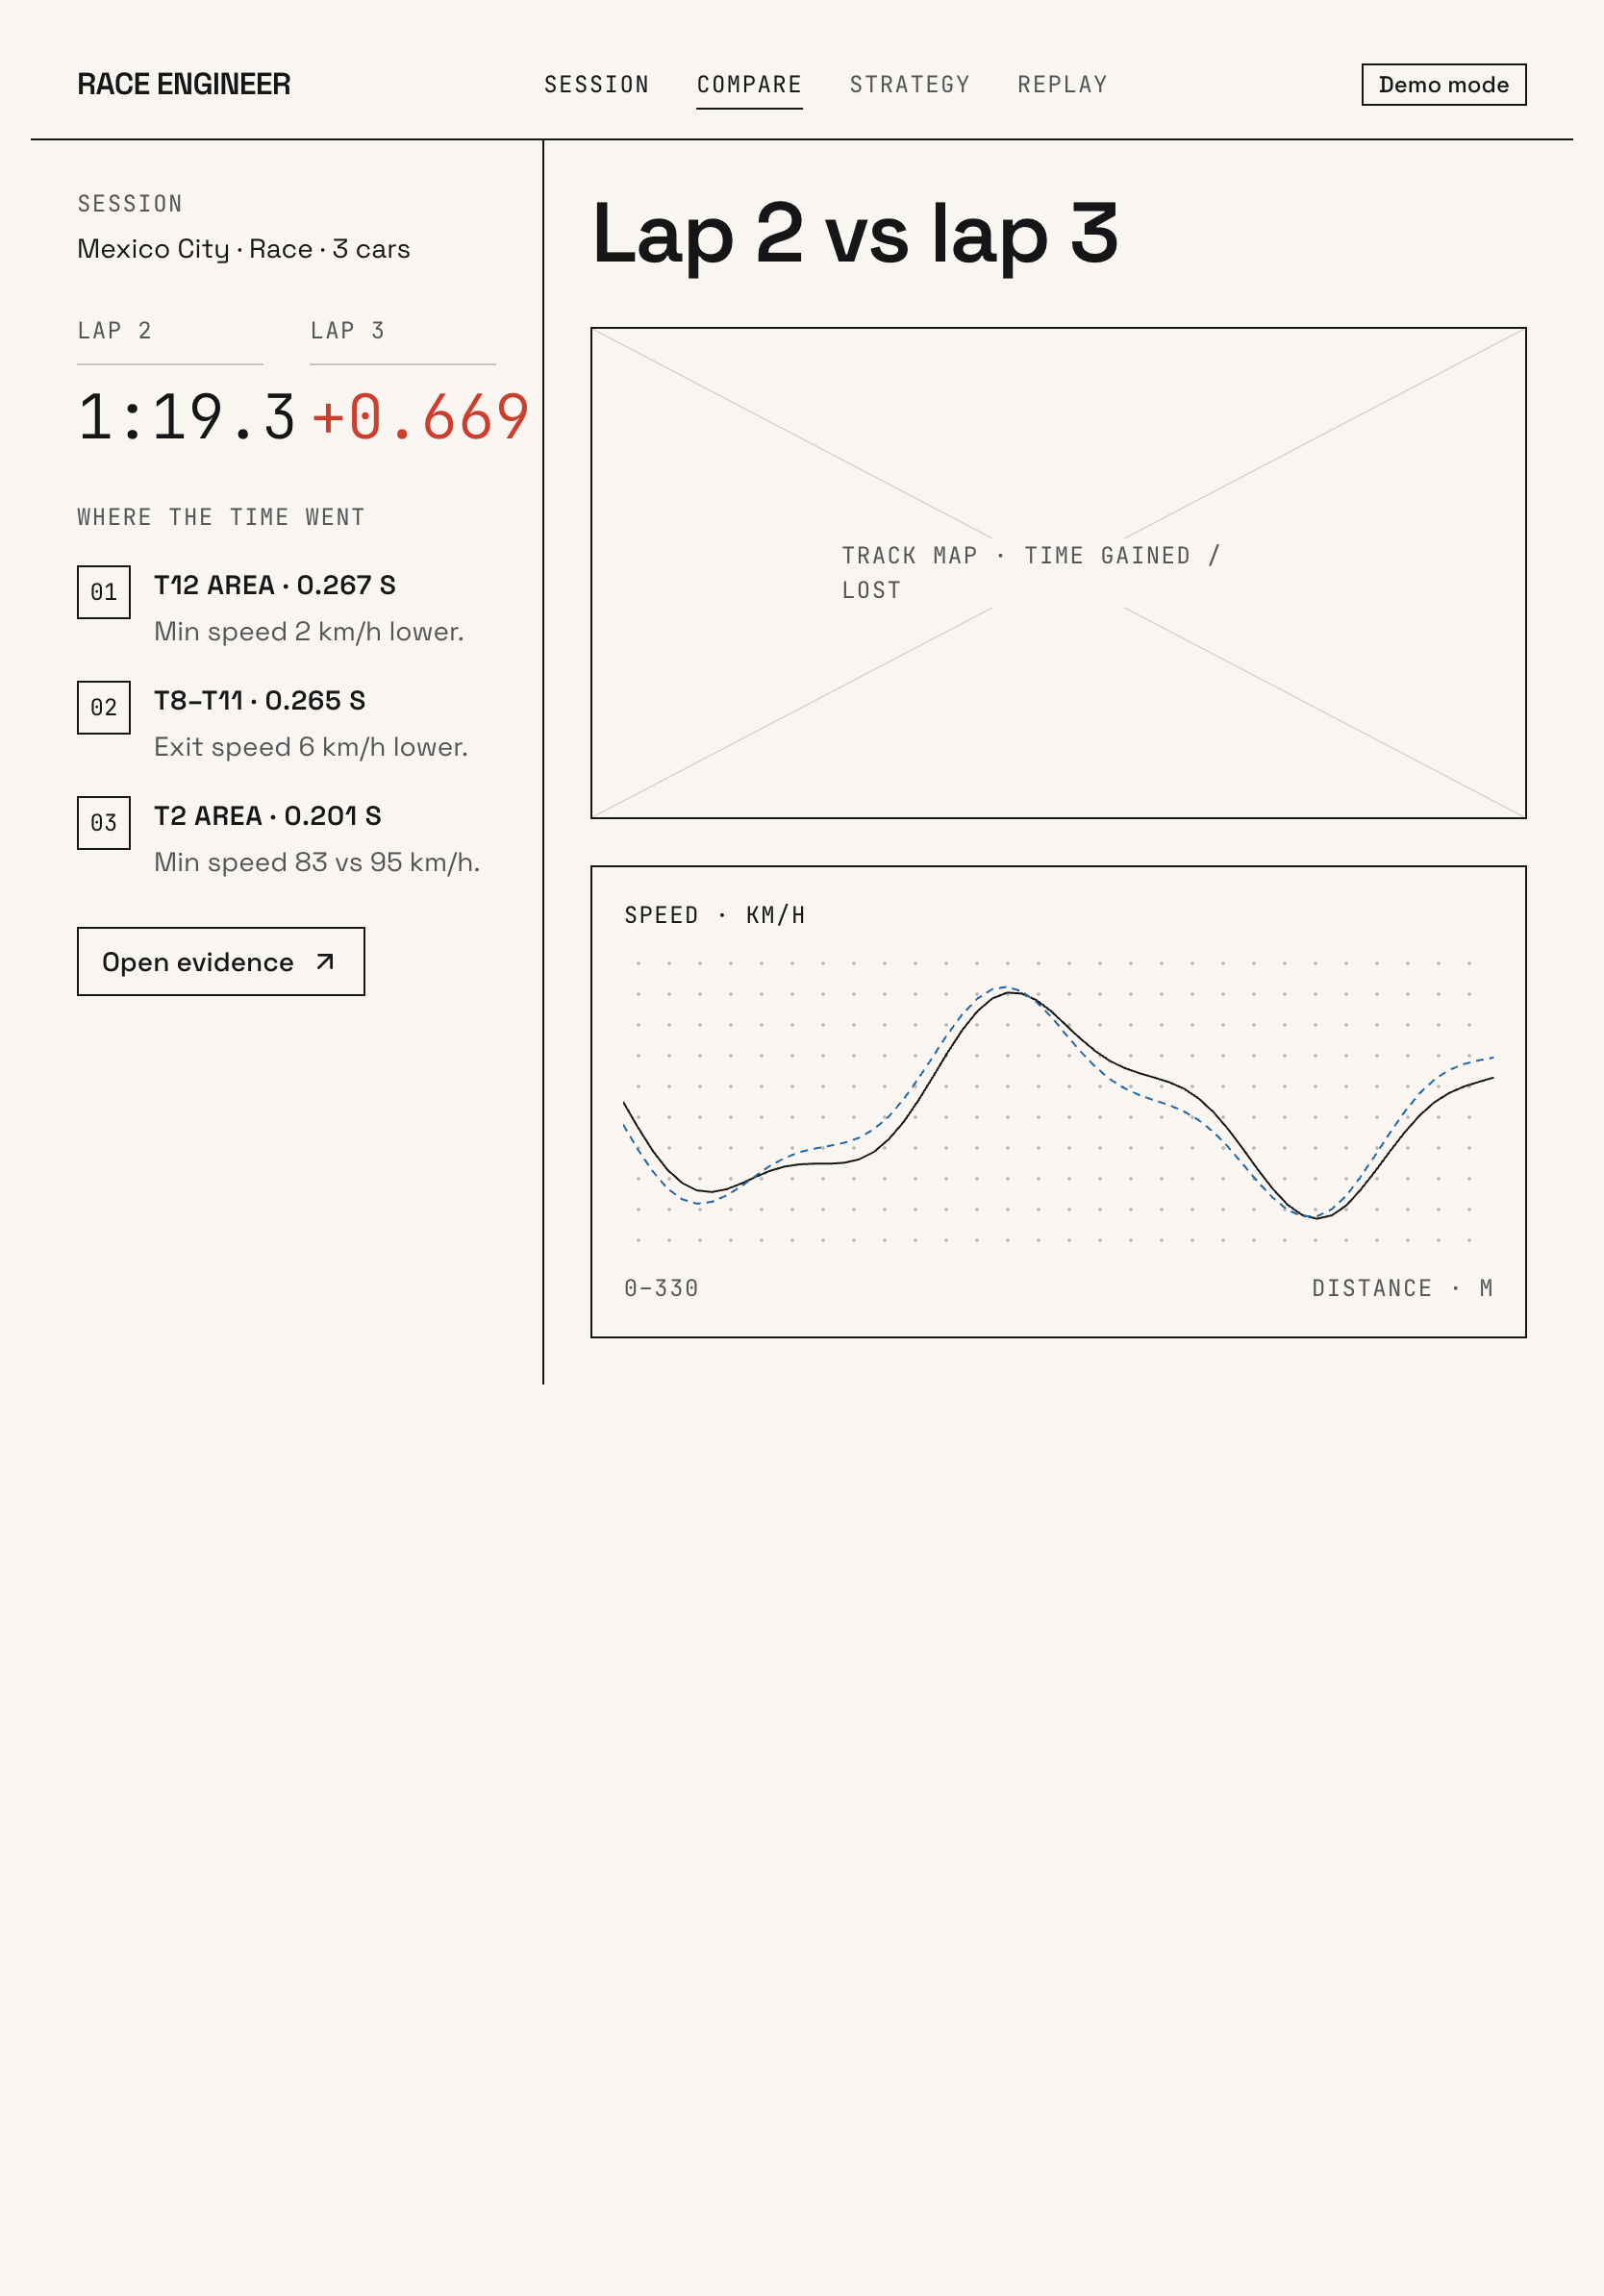 RACE ENGINEER
SESSION COMPARE STRATEGY REPLAY
Demo mode
SESSION
Mexico City · Race · 3 cars
LAP 2 LAP 3
1:19.3 +0.669
WHERE THE TIME WENT
01 T12 AREA · 0.267 S
Min speed 2 km/h lower.
02 T8–T11 · 0.265 S
Exit speed 6 km/h lower.
03 T2 AREA · 0.201 S
Min speed 83 vs 95 km/h.
Open evidence ↗
Lap 2 vs lap 3
TRACK MAP · TIME GAINED /
LOST
SPEED · KM/H
0–330 DISTANCE · M